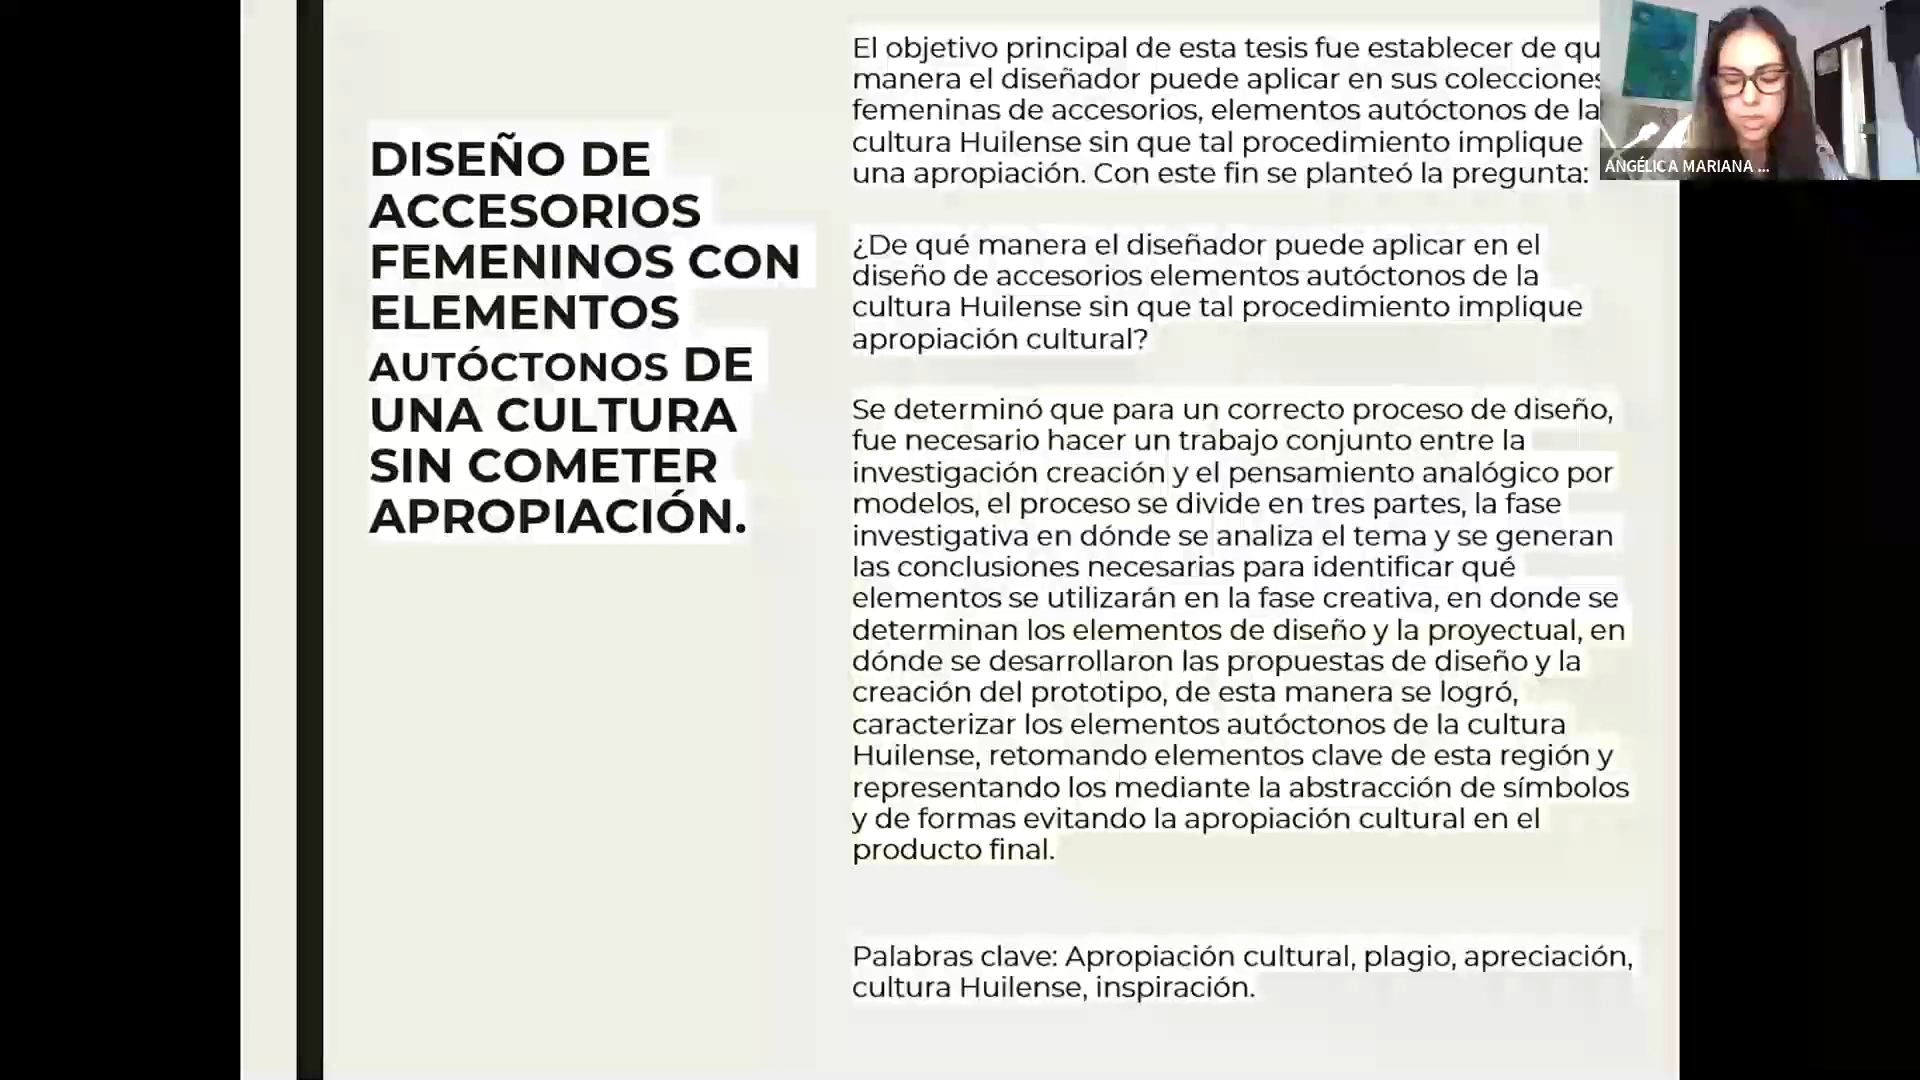 DISEÑO DE
ACCESORIOS
FEMENINOS CON
ELEMENTOS
AUTÓCTONOS DE
UNA CULTURA
SIN COMETER
APROPIACIÓN.
El objetivo principal de esta tesis fue establecer de qu
manera el diseñador puede aplicar en sus colecciones
femeninas de accesorios, elementos autóctonos de la
cultura Huilense sin que tal procedimiento implique
una apropiación. Con este fin se planteó la pregunta:
¿De qué manera el diseñador puede aplicar en el
diseño de accesorios elementos autóctonos de la
cultura Huilense sin que tal procedimiento implique
apropiación cultural?
Se determinó que para un correcto proceso de diseño,
fue necesario hacer un trabajo conjunto entre la
investigación creación y el pensamiento analógico por
modelos, el proceso se divide en tres partes, la fase
investigativa en dónde se analiza el tema y se generan
las conclusiones necesarias para identificar qué
elementos se utilizarán en la fase creativa, en donde se
determinan los elementos de diseño y la proyectual, en
dónde se desarrollaron las propuestas de diseño y la
creación del prototipo, de esta manera se logró,
caracterizar los elementos autóctonos de la cultura
Huilense, retomando elementos clave de esta región y
representando los mediante la abstracción de símbolos
y de formas evitando la apropiación cultural en el
producto final.
Palabras clave: Apropiación cultural, plagio, apreciación,
cultura Huilense, inspiración.
ANGÉLICA MARIANA ...